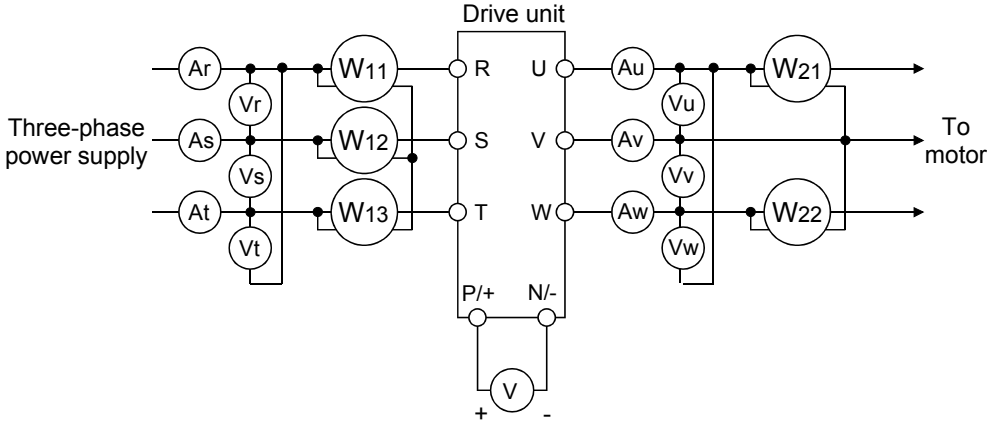 Drive unit
Ar
W11
R
U
Au
W21
Vr
Vu
Three-phase
power supply
As
W12
S
V
Av
To
motor
Vs
Vv
At
W13
T
W
Aw
W22
Vt
Vw
P/+
N/-
V
+
-